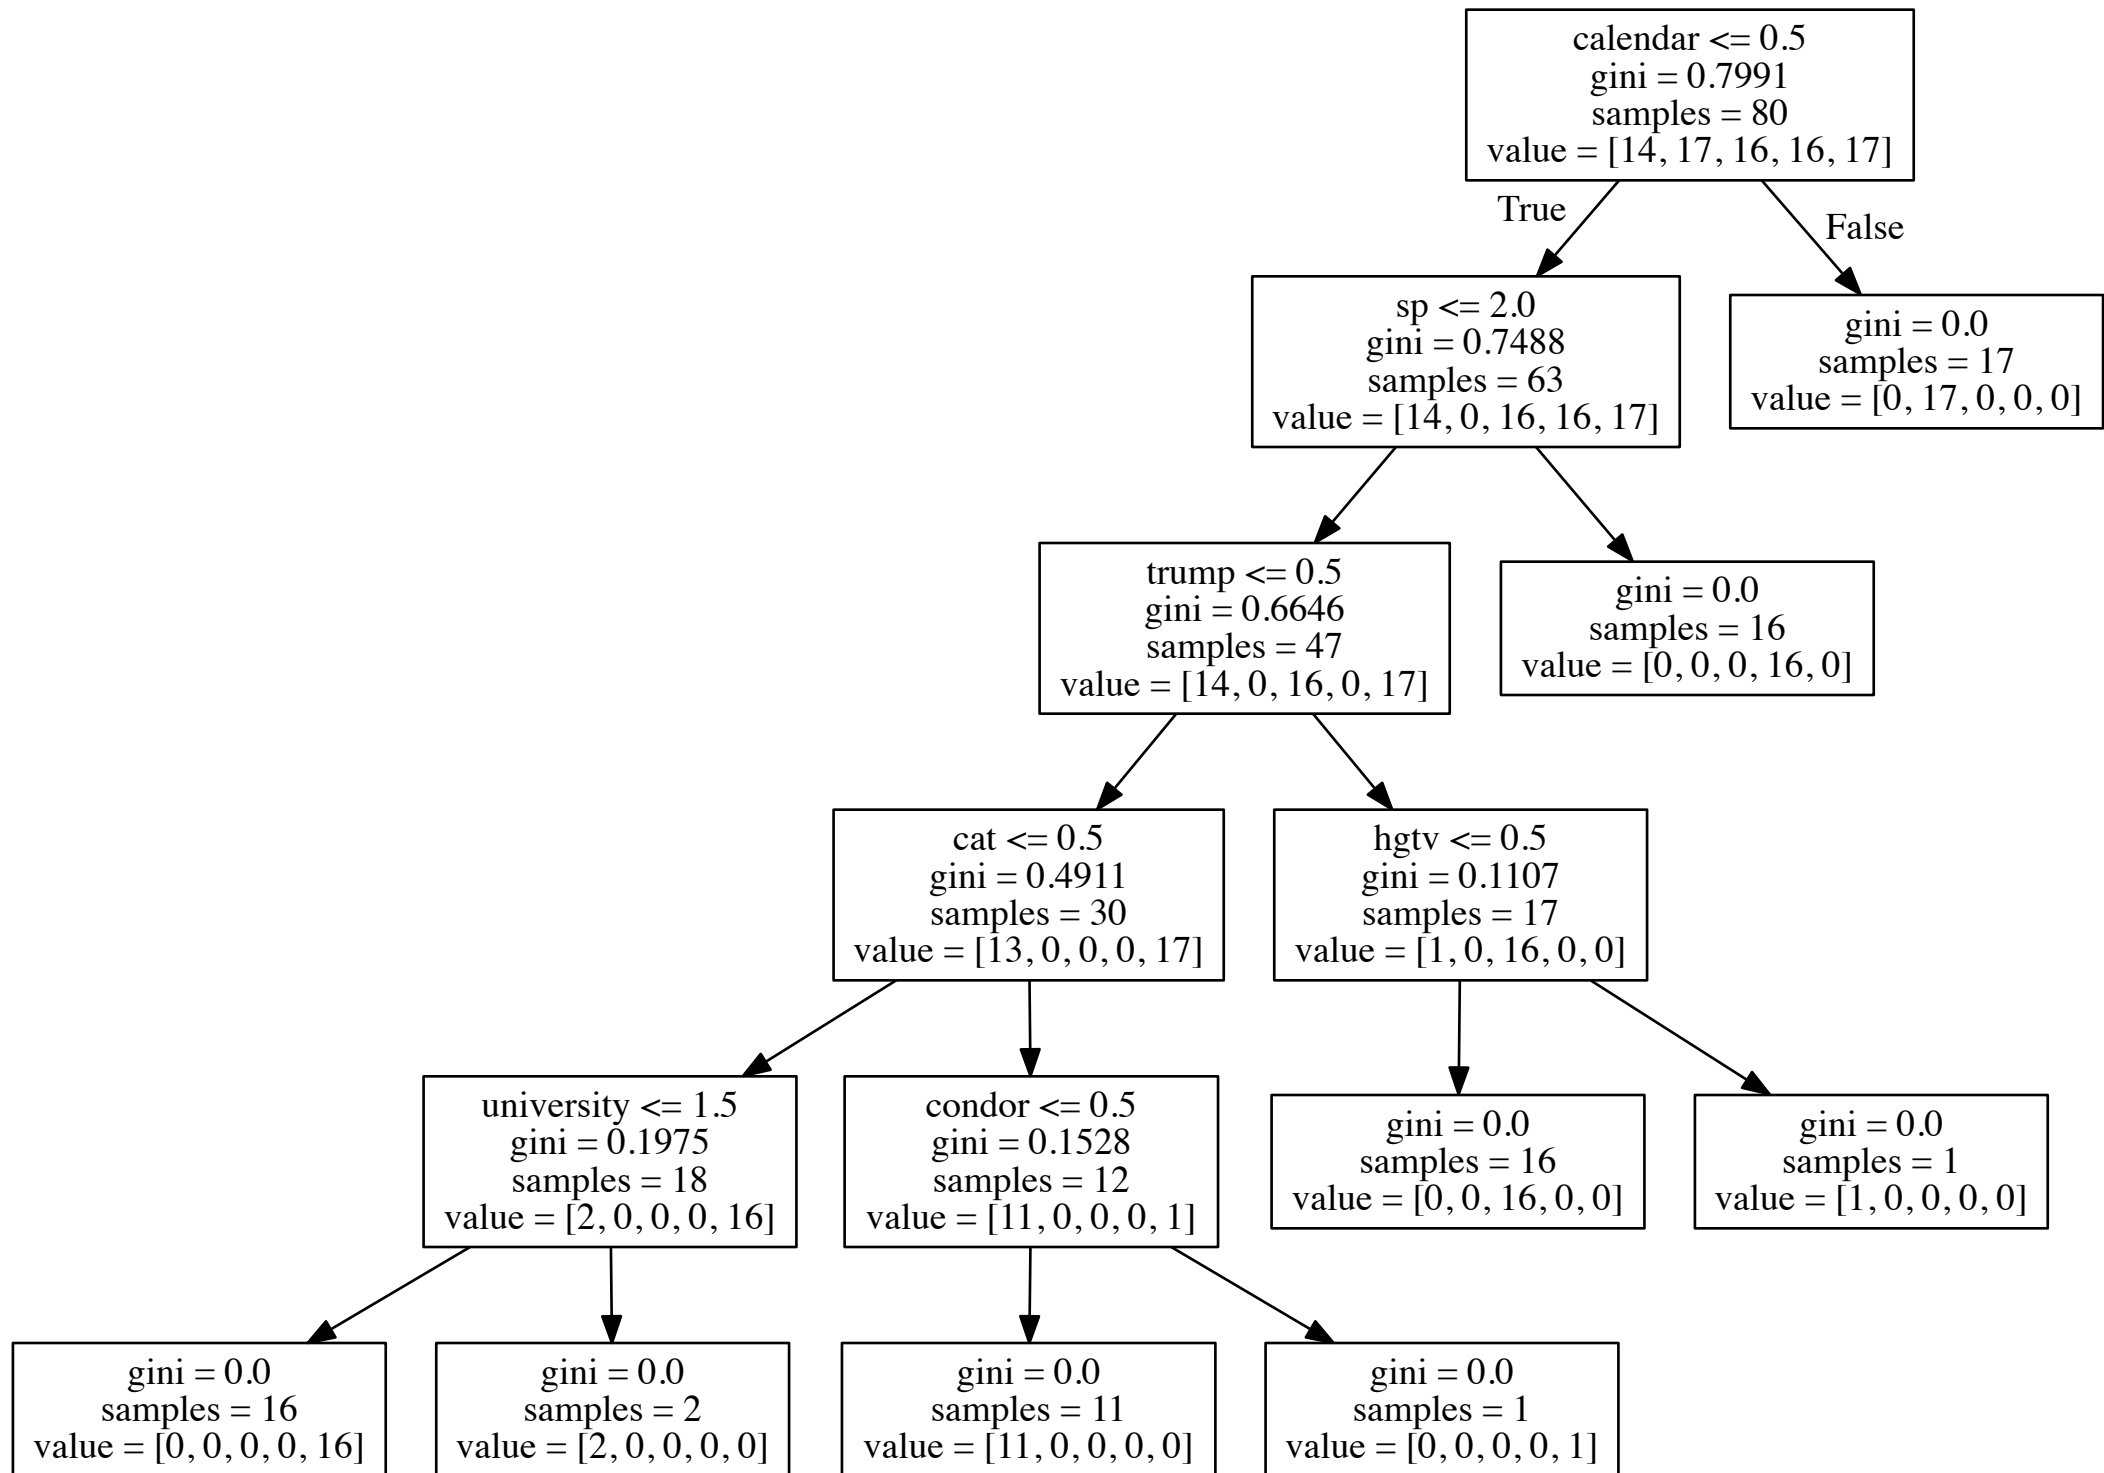 calendar <= 0.5
gini = 0.7991
samples = 80
value = [14, 17, 16, 16, 17]
True
False
sp <= 2.0
gini = 0.7488
samples = 63
value = [14, 0, 16, 16, 17]
gini = 0.0
samples = 17
value = [0, 17, 0, 0, 0]
trump <= 0.5
gini = 0.6646
samples = 47
value = [14, 0, 16, 0, 17]
gini = 0.0
samples = 16
value = [0, 0, 0, 16, 0]
cat <= 0.5
gini = 0.4911
samples = 30
value = [13, 0, 0, 0, 17]
hgtv <= 0.5
gini = 0.1107
samples = 17
value = [1, 0, 16, 0, 0]
university <= 1.5
gini = 0.1975
samples = 18
value = [2, 0, 0, 0, 16]
condor <= 0.5
gini = 0.1528
samples = 12
value = [11, 0, 0, 0, 1]
gini = 0.0
samples = 16
value = [0, 0, 16, 0, 0]
gini = 0.0
samples = 1
value = [1, 0, 0, 0, 0]
gini = 0.0
samples = 16
value = [0, 0, 0, 0, 16]
gini = 0.0
samples = 2
value = [2, 0, 0, 0, 0]
gini = 0.0
samples = 11
value = [11, 0, 0, 0, 0]
gini = 0.0
samples = 1
value = [0, 0, 0, 0, 1]